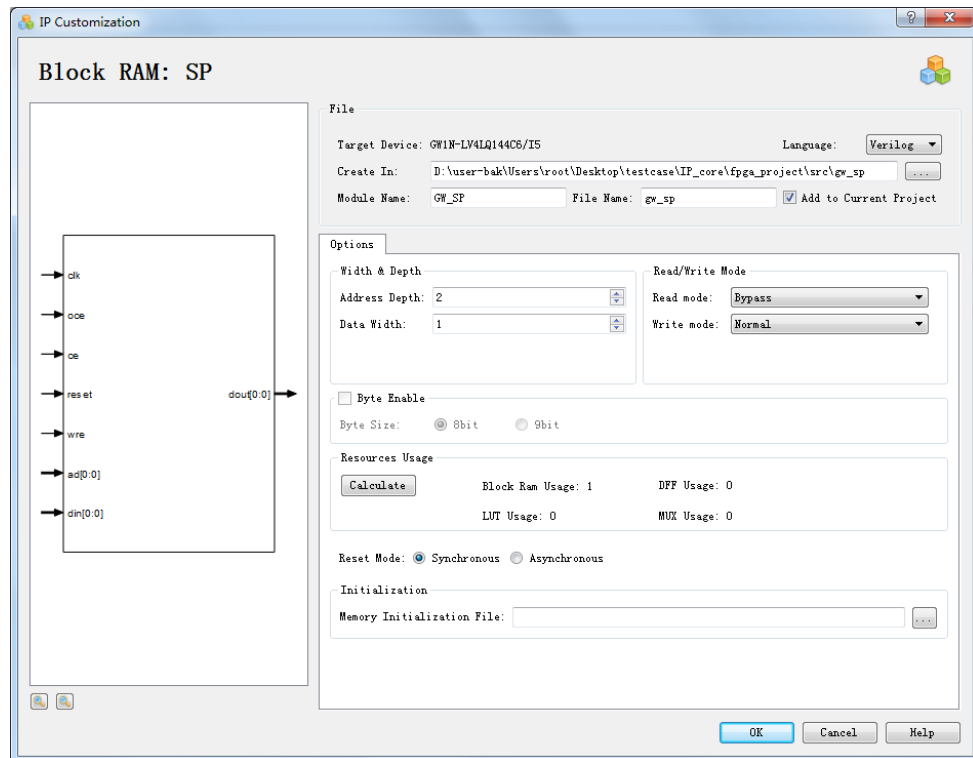 IP Customization
Block RAM: SP
clk
oce
ce
reset
wre
ad[0:0]
din[0:0]
dout[0:0]
File
Target Device: GW1N-LV4LQ144C6/I5 Language: Verilog
Create In: D:\user-bak\Users\root\Desktop\testcase\IP_core\fpga_project\src\gw_sp ...
Module Name: GW_SP File Name: gw_sp Add to Current Project
Options
Width & Depth
Address Depth: 2
Data Width: 1
Read/Write Mode
Read mode: Bypass
Write mode: Normal
Byte Enable
Byte Size: 8bit 9bit
Resources Usage
Calculate Block Ram Usage: 1 DFF Usage: 0
LUT Usage: 0 MUX Usage: 0
Reset Mode: Synchronous Asynchronous
Initialization
Memory Initialization File: ...
OK Cancel Help